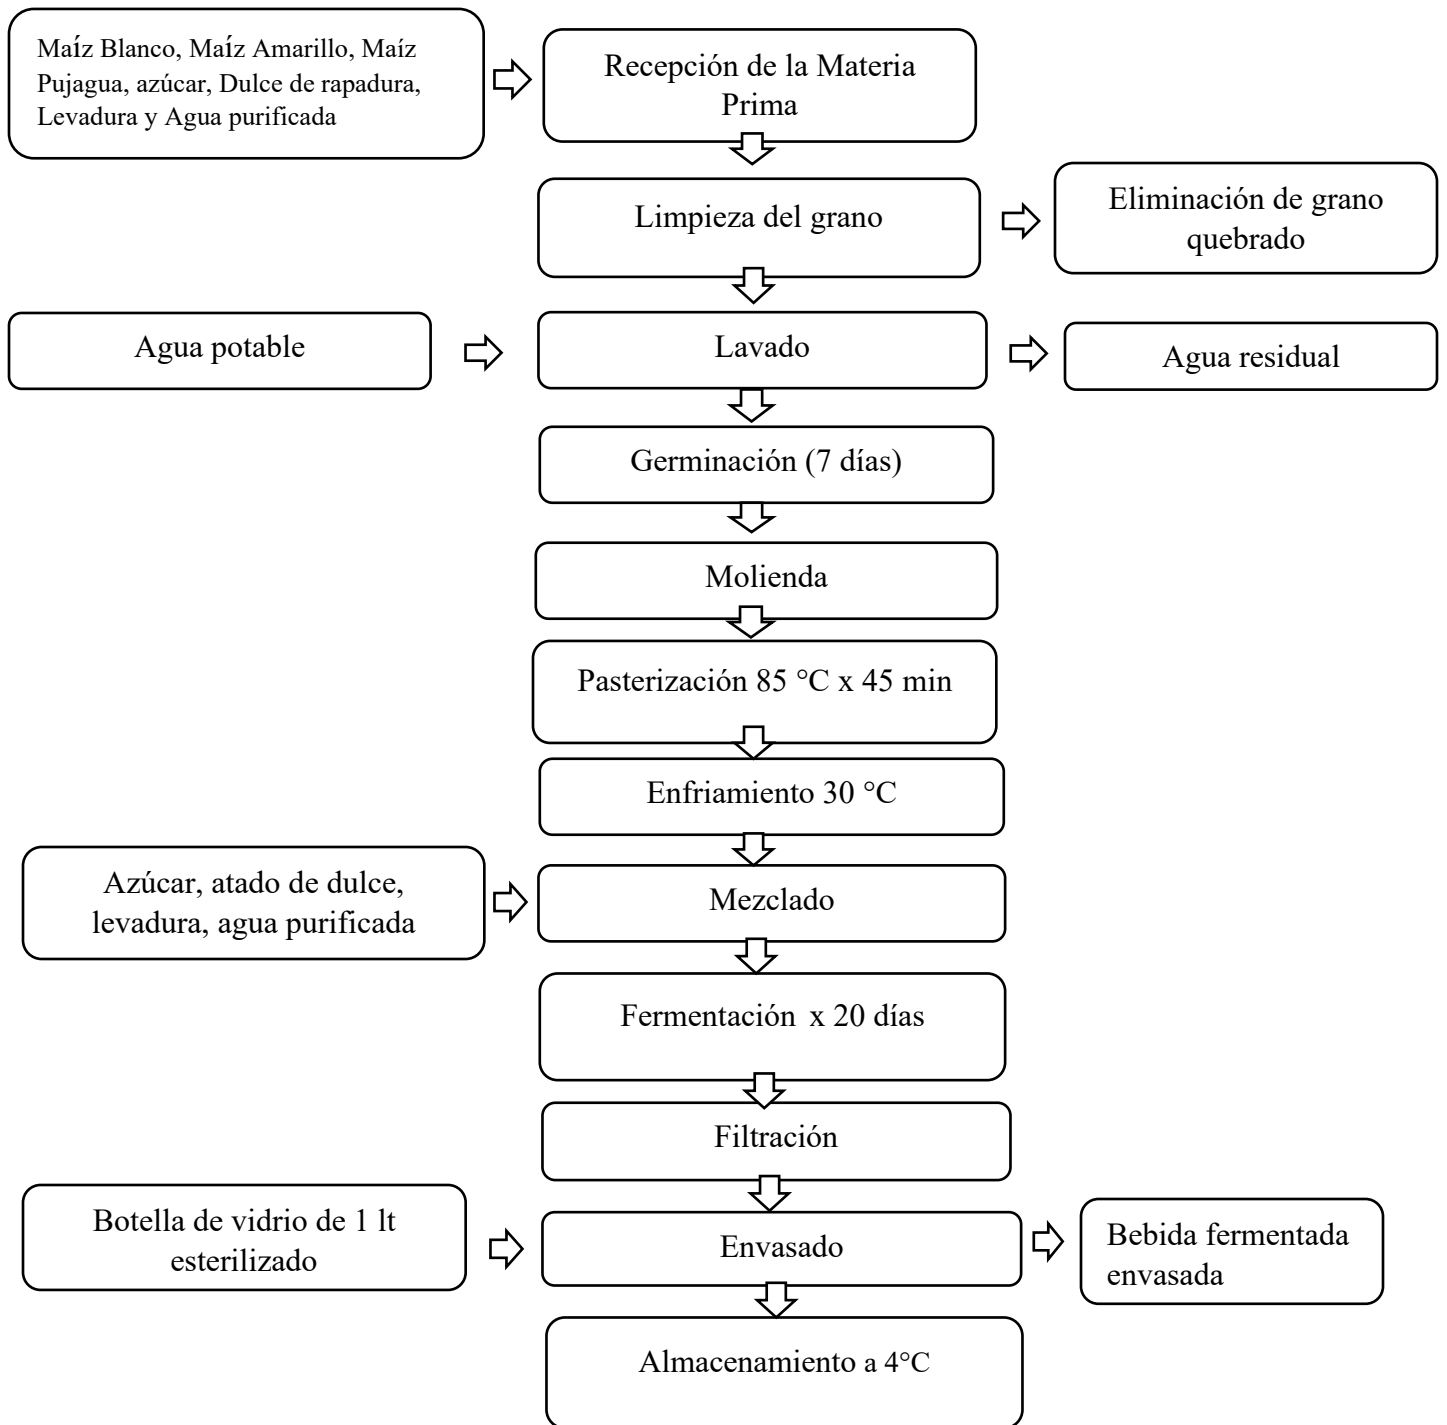 Maíz Blanco, Maíz Amarillo, Maíz
Pujagua, azúcar, Dulce de rapadura,
Levadura y Agua purificada
Recepción de la Materia
Prima
Limpieza del grano
Eliminación de grano
quebrado
Agua potable
Lavado
Agua residual
Germinación (7 días)
Molienda
Pasterización 85 °C x 45 min
Enfriamiento 30 °C
Azúcar, atado de dulce,
levadura, agua purificada
Mezclado
Fermentación x 20 días
Filtración
Botella de vidrio de 1 lt
esterilizado
Envasado
Bebida fermentada
envasada
Almacenamiento a 4°C